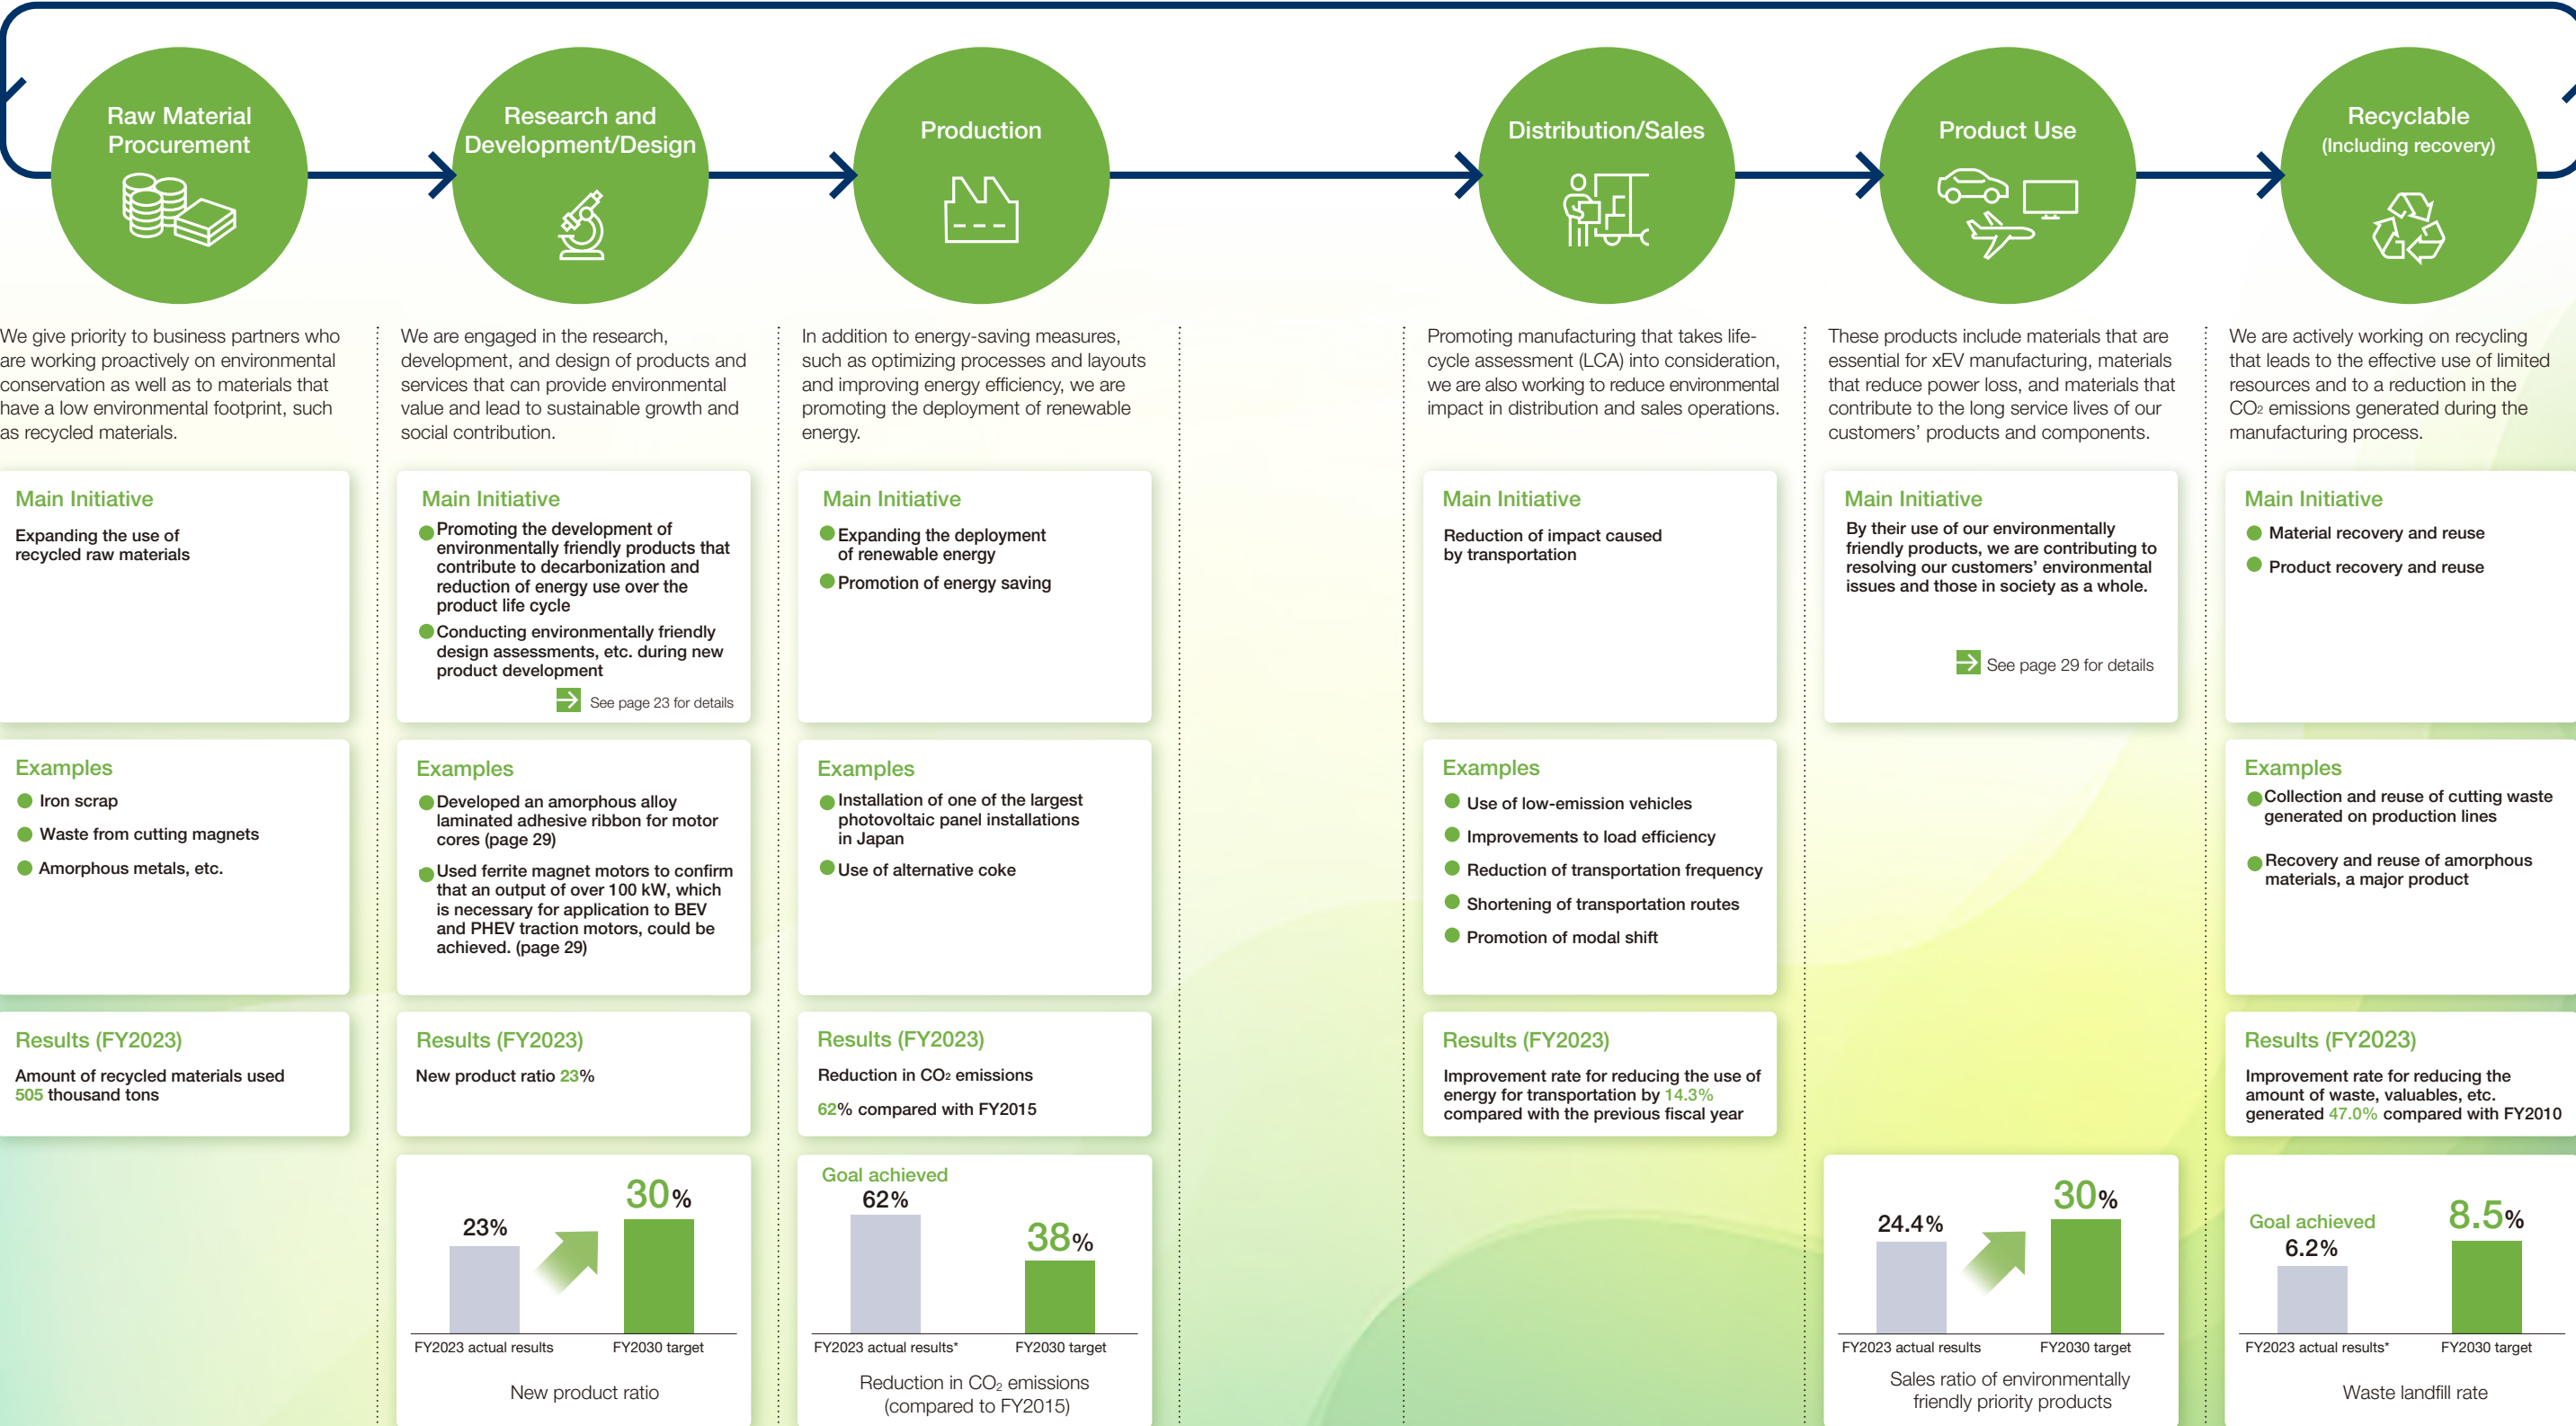 Raw Material
Procurement
Research and
Development/Design
Production
Distribution/Sales
Product Use
Recyclable
(Including recovery)
We give priority to business partners who
are working proactively on environmental
conservation as well as to materials that
have a low environmental footprint, such
as recycled materials.
Main Initiative
Expanding the use of
recycled raw materials
Examples
Iron scrap
Waste from cutting magnets
Amorphous metals, etc.
Results (FY2023)
Amount of recycled materials used
505 thousand tons
We are engaged in the research,
development, and design of products and
services that can provide environmental
value and lead to sustainable growth and
social contribution.
Main Initiative
Promoting the development of
environmentally friendly products that
contribute to decarbonization and
reduction of energy use over the
product life cycle
Conducting environmentally friendly
design assessments, etc. during new
product development
See page 23 for details
Examples
Developed an amorphous alloy
laminated adhesive ribbon for motor
cores (page 29)
Used ferrite magnet motors to confirm
that an output of over 100 kW, which
is necessary for application to BEV
and PHEV traction motors, could be
achieved. (page 29)
Results (FY2023)
New product ratio 23%
23%
30%
FY2023 actual results
FY2030 target
New product ratio
In addition to energy-saving measures,
such as optimizing processes and layouts
and improving energy efficiency, we are
promoting the deployment of renewable
energy.
Main Initiative
Expanding the deployment
of renewable energy
Promotion of energy saving
Examples
Installation of one of the largest
photovoltaic panel installations
in Japan
Use of alternative coke
Results (FY2023)
Reduction in CO2 emissions
62% compared with FY2015
Goal achieved
62%
38%
FY2023 actual results*
FY2030 target
Reduction in CO2 emissions
(compared to FY2015)
Promoting manufacturing that takes life-
cycle assessment (LCA) into consideration,
we are also working to reduce environmental
impact in distribution and sales operations.
Main Initiative
Reduction of impact caused
by transportation
Examples
Use of low-emission vehicles
Improvements to load efficiency
Reduction of transportation frequency
Shortening of transportation routes
Promotion of modal shift
Results (FY2023)
Improvement rate for reducing the use of
energy for transportation by 14.3%
compared with the previous fiscal year
These products include materials that are
essential for xEV manufacturing, materials
that reduce power loss, and materials that
contribute to the long service lives of our
customers’ products and components.
Main Initiative
By their use of our environmentally
friendly products, we are contributing to
resolving our customers’ environmental
issues and those in society as a whole.
See page 29 for details
24.4%
30%
FY2023 actual results
FY2030 target
Sales ratio of environmentally
friendly priority products
We are actively working on recycling
that leads to the effective use of limited
resources and to a reduction in the
CO2 emissions generated during the
manufacturing process.
Main Initiative
Material recovery and reuse
Product recovery and reuse
Examples
Collection and reuse of cutting waste
generated on production lines
Recovery and reuse of amorphous
materials, a major product
Results (FY2023)
Improvement rate for reducing the
amount of waste, valuables, etc.
generated 47.0% compared with FY2010
Goal achieved
6.2%
8.5%
FY2023 actual results*
FY2030 target
Waste landfill rate